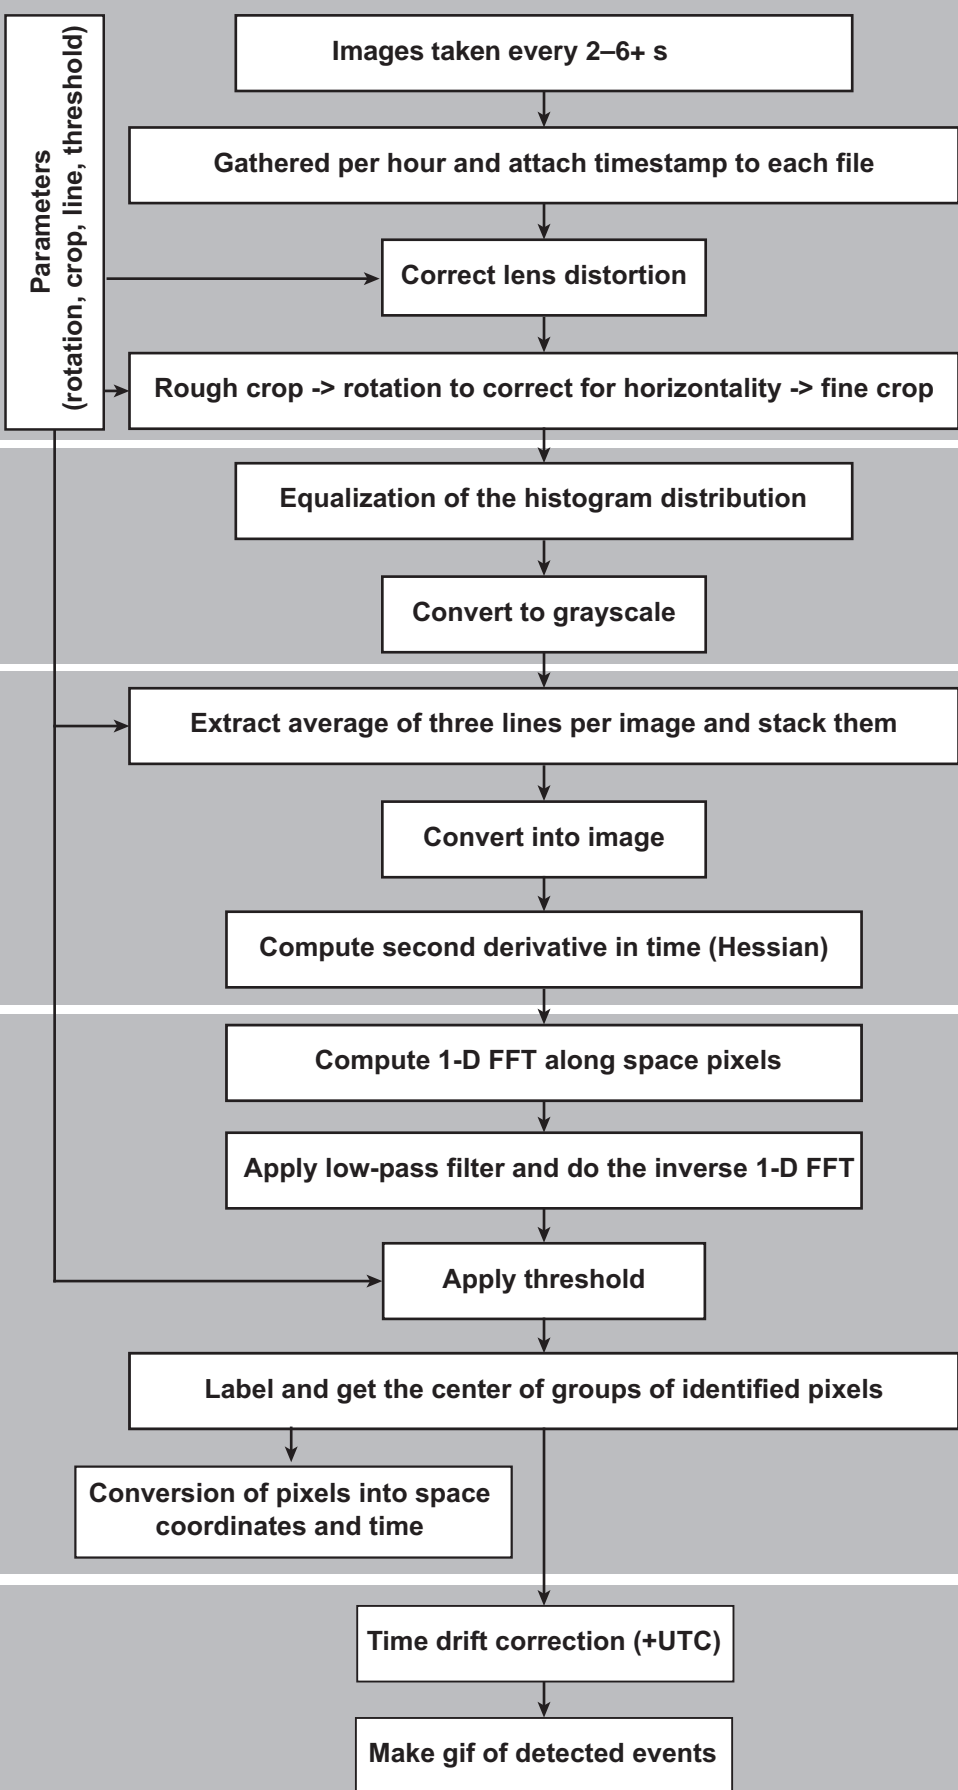 Parameters
(rotation, crop, line, threshold)
Images taken every 2–6+ s
Gathered per hour and attach timestamp to each file
Correct lens distortion
Rough crop -> rotation to correct for horizontality -> fine crop
Equalization of the histogram distribution
Convert to grayscale
Extract average of three lines per image and stack them
Convert into image
Compute second derivative in time (Hessian)
Compute 1-D FFT along space pixels
Apply low-pass filter and do the inverse 1-D FFT
Apply threshold
Label and get the center of groups of identified pixels
Conversion of pixels into space
coordinates and time
Time drift correction (+UTC)
Make gif of detected events